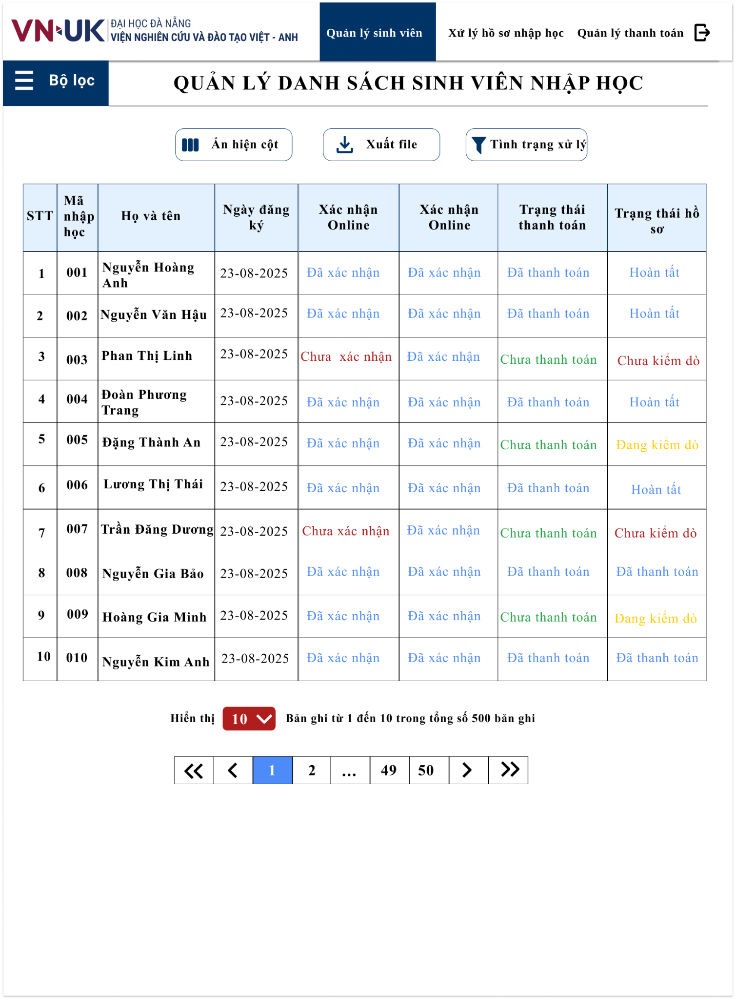 VN-UK
ĐẠI HỌC ĐÀ NẴNG
VIỆN NGHIÊN CỨU VÀ ĐÀO TẠO VIỆT - ANH
Quản lý sinh viên
Xử lý hồ sơ nhập học
Quản lý thanh toán
Bộ lọc
QUẢN LÝ DANH SÁCH SINH VIÊN NHẬP HỌC
Ẩn hiện cột
Xuất file
Tình trạng xử lý
STT
Mã
nhập
học
Họ và tên
Ngày đăng
ký
Xác nhận
Online
Xác nhận
Online
Trạng thái
thanh toán
Trạng thái hồ
sơ
1 001 Nguyễn Hoàng
Anh
23-08-2025 Đã xác nhận Đã xác nhận Đã thanh toán Hoàn tất
2 002 Nguyễn Văn Hậu 23-08-2025 Đã xác nhận Đã xác nhận Đã thanh toán Hoàn tất
3 003 Phan Thị Linh 23-08-2025 Chưa xác nhận Đã xác nhận Chưa thanh toán Chưa kiểm dò
4 004 Đoàn Phương
Trang
23-08-2025 Đã xác nhận Đã xác nhận Đã thanh toán Hoàn tất
5 005 Đặng Thành An 23-08-2025 Đã xác nhận Đã xác nhận Chưa thanh toán Đang kiểm dò
6 006 Lương Thị Thái 23-08-2025 Đã xác nhận Đã xác nhận Đã thanh toán Hoàn tất
7 007 Trần Đăng Dương 23-08-2025 Chưa xác nhận Đã xác nhận Chưa thanh toán Chưa kiểm dò
8 008 Nguyễn Gia Bảo 23-08-2025 Đã xác nhận Đã xác nhận Đã thanh toán Đã thanh toán
9 009 Hoàng Gia Minh 23-08-2025 Đã xác nhận Đã xác nhận Chưa thanh toán Đang kiểm dò
10 010 Nguyễn Kim Anh 23-08-2025 Đã xác nhận Đã xác nhận Đã thanh toán Đã thanh toán
Hiển thị 10 Bản ghi từ 1 đến 10 trong tổng số 500 bản ghi
1 2 ... 49 50